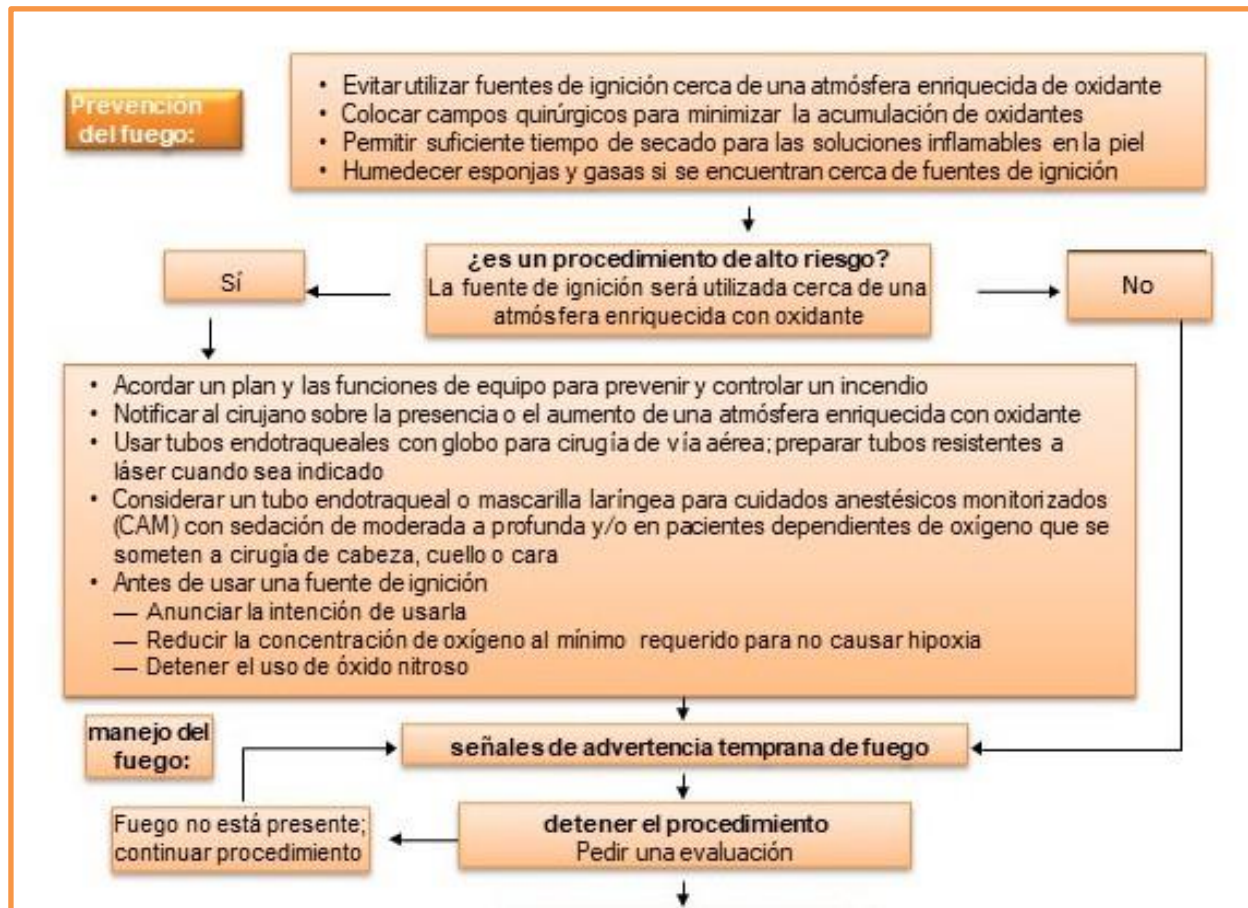 Prevención
del fuego:
• Evitar utilizar fuentes de ignición cerca de una atmósfera enriquecida de oxidante
• Colocar campos quirúrgicos para minimizar la acumulación de oxidantes
• Permitir suficiente tiempo de secado para las soluciones inflamables en la piel
• Humedecer esponjas y gasas si se encuentran cerca de fuentes de ignición
Sí
¿es un procedimiento de alto riesgo?
La fuente de ignición será utilizada cerca de una
atmósfera enriquecida con oxidante
No
• Acordar un plan y las funciones de equipo para prevenir y controlar un incendio
• Notificar al cirujano sobre la presencia o el aumento de una atmósfera enriquecida con oxidante
• Usar tubos endotraqueales con globo para cirugía de vía aérea; preparar tubos resistentes a
láser cuando sea indicado
• Considerar un tubo endotraqueal o mascarilla laríngea para cuidados anestésicos monitorizados
(CAM) con sedación de moderada a profunda y/o en pacientes dependientes de oxígeno que se
someten a cirugía de cabeza, cuello o cara
• Antes de usar una fuente de ignición
— Anunciar la intención de usarla
— Reducir la concentración de oxígeno al mínimo requerido para no causar hipoxia
— Detener el uso de óxido nitroso
manejo del
fuego:
señales de advertencia temprana de fuego
Fuego no está presente;
continuar procedimiento
detener el procedimiento
Pedir una evaluación